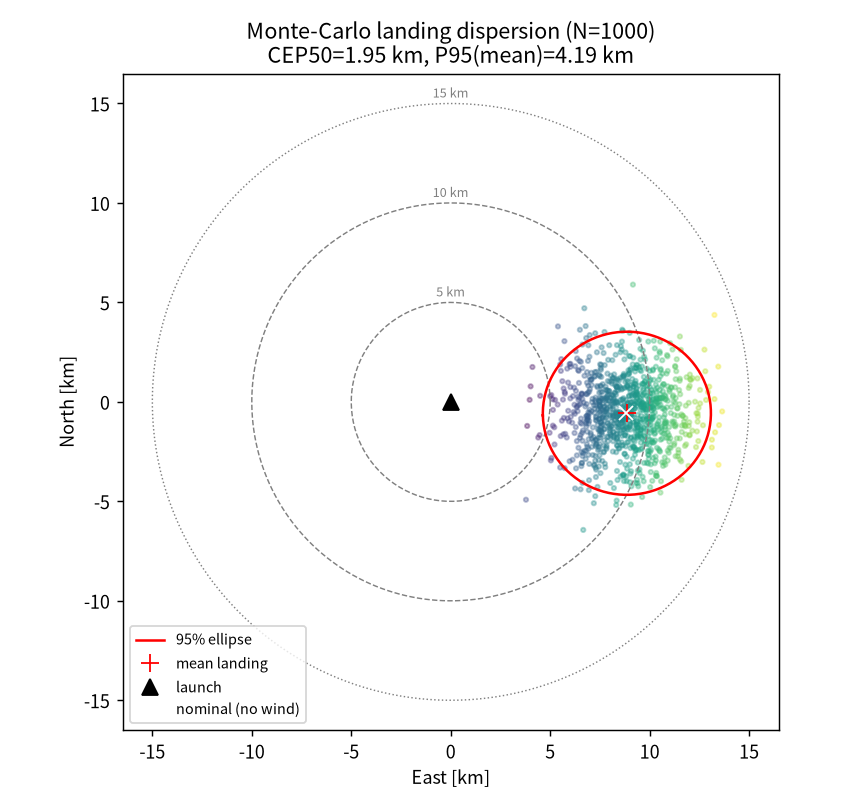 Monte-Carlo landing dispersion (N=1000)
CEP50=1.95 km, P95(mean)=4.19 km
15 km
10 km
5 km
15
10
5
0
-5
-10
-15
North [km]
95% ellipse
mean landing
launch
nominal (no wind)
-15 -10 -5 0 5 10 15
East [km]